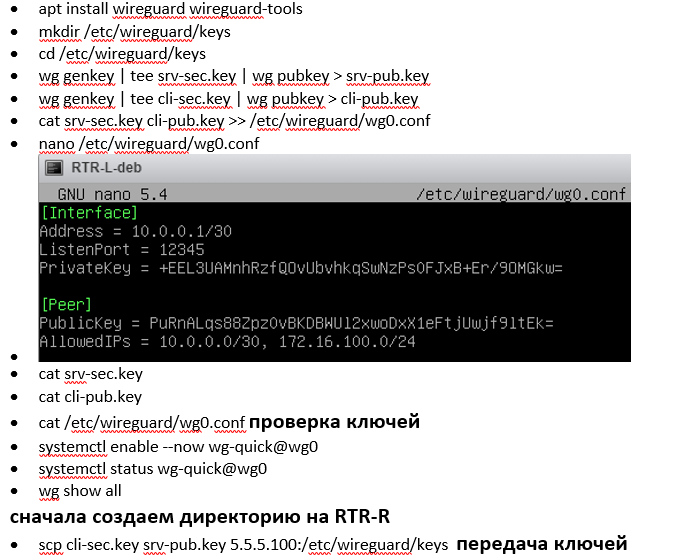 • apt install wireguard wireguard-tools
• mkdir /etc/wireguard/keys
• cd /etc/wireguard/keys
• wg genkey | tee srv-sec.key | wg pubkey > srv-pub.key
• wg genkey | tee cli-sec.key | wg pubkey > cli-pub.key
• cat srv-sec.key cli-pub.key >> /etc/wireguard/wg0.conf
• nano /etc/wireguard/wg0.conf
RTR-L-deb
GNU nano 5.4 /etc/wireguard/wg0.conf
[Interface]
Address = 10.0.0.1/30
ListenPort = 12345
PrivateKey = +EEL3UAMnhRzfQOvUbvhkqSwNzPs0FJxB+Er/9OMGkw=
[Peer]
PublicKey = PuRnALqs88Zpz0vBKDBWUl2xwoDxX1eFtjUwjf9ltEk=
AllowedIPs = 10.0.0.0/30, 172.16.100.0/24
• cat srv-sec.key
• cat cli-pub.key
• cat /etc/wireguard/wg0.conf проверка ключей
• systemctl enable --now wg-quick@wg0
• systemctl status wg-quick@wg0
• wg show all
сначала создаем директорию на RTR-R
• scp cli-sec.key srv-pub.key 5.5.5.100:/etc/wireguard/keys передача ключей